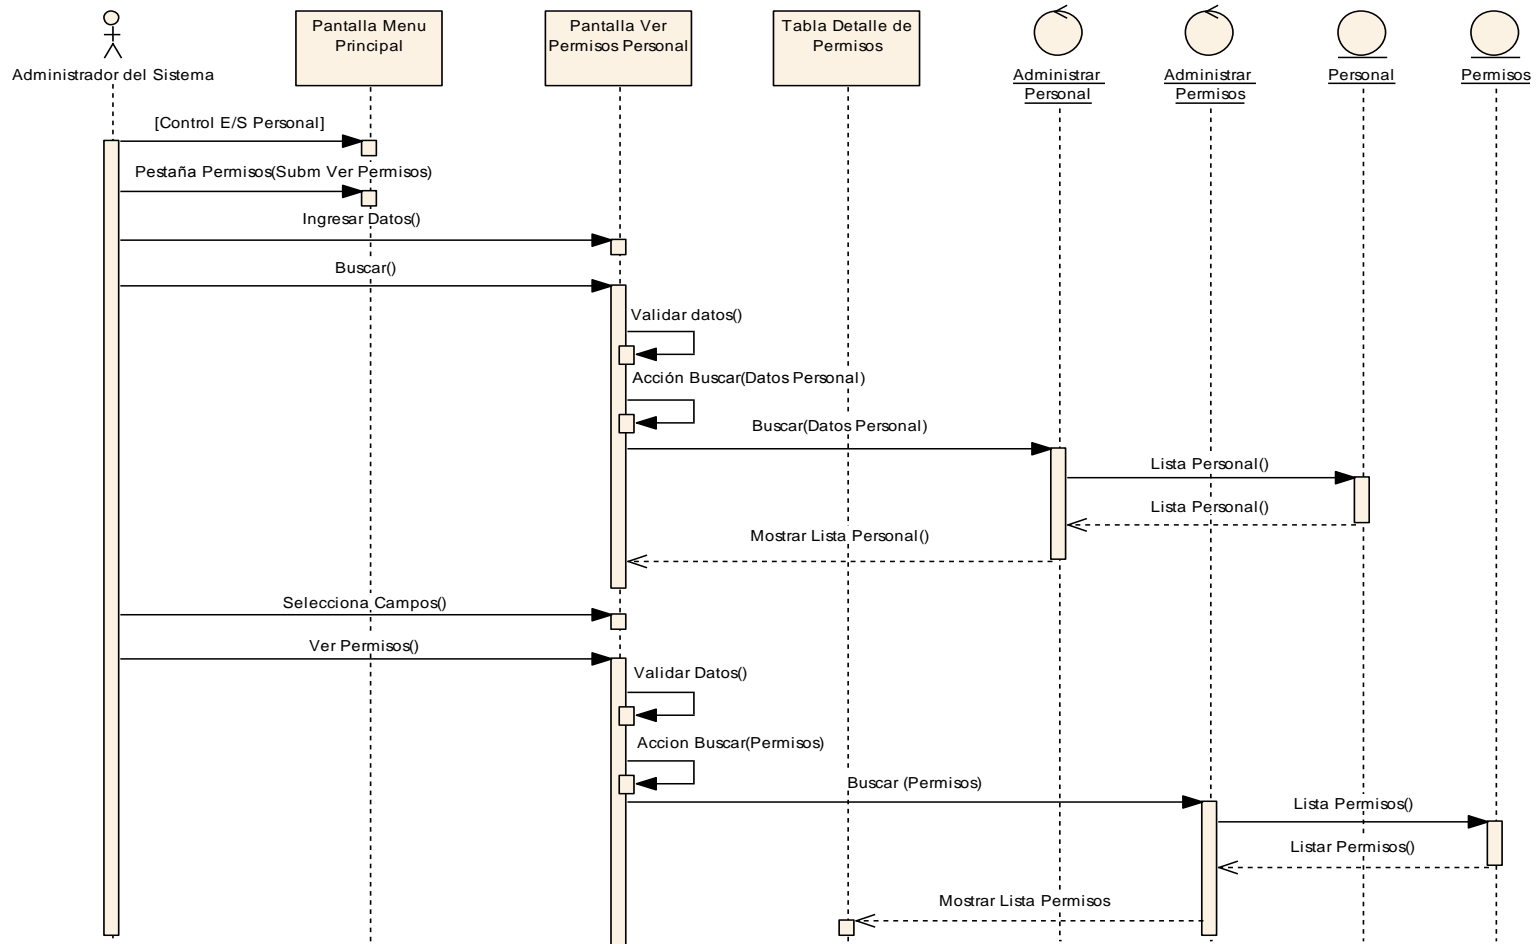 Administrador del Sistema
Pantalla Menu
Principal
Pantalla Ver
Permisos Personal
Tabla Detalle de
Permisos
Administrar
Personal
Administrar
Permisos
Personal
Permisos
[Control E/S Personal]
Pestaña Permisos(Subm Ver Permisos)
Ingresar Datos()
Buscar()
Validar datos()
Acción Buscar(Datos Personal)
Buscar(Datos Personal)
Lista Personal()
Lista Personal()
Mostrar Lista Personal()
Selecciona Campos()
Ver Permisos()
Validar Datos()
Accion Buscar(Permisos)
Buscar (Permisos)
Lista Permisos()
Listar Permisos()
Mostrar Lista Permisos